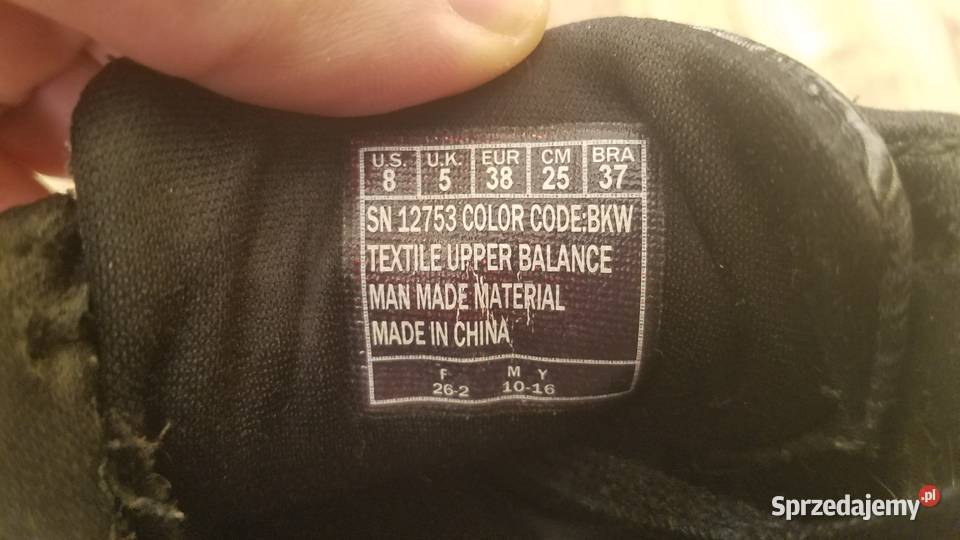 U.S. U.K. EUR CM BRA
8 5 38 25 37
SN 12753 COLOR CODE:BKW
TEXTILE UPPER BALANCE
MAN MADE MATERIAL
MADE IN CHINA
F M Y
26-2 10-16
Sprzedajemy.pl